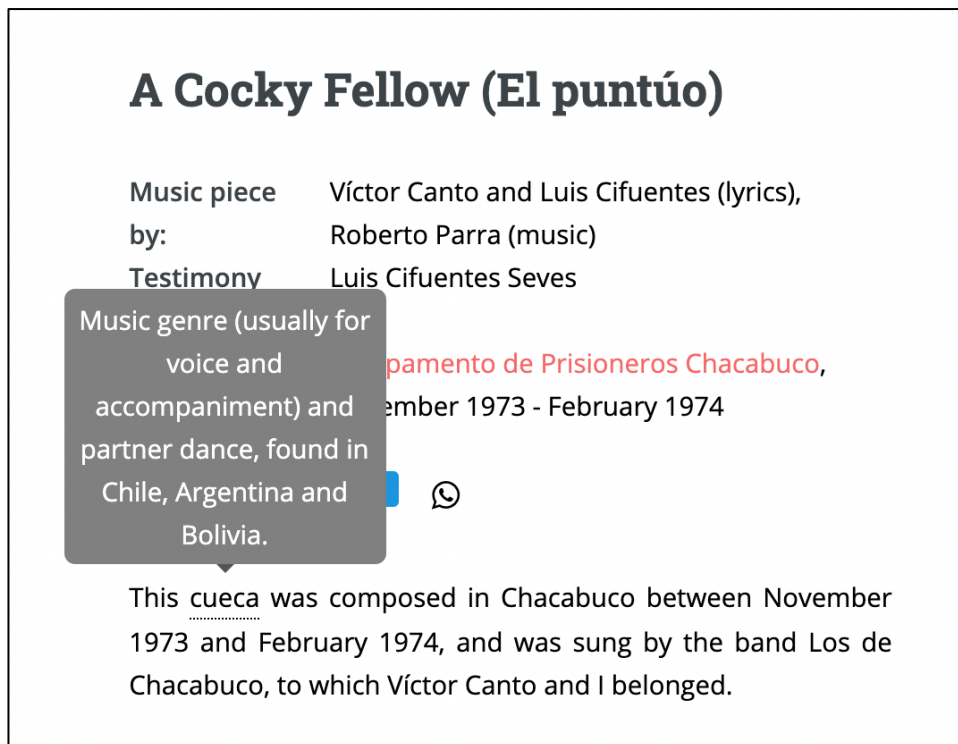 A Cocky Fellow (El puntúo)
Music piece Víctor Canto and Luis Cifuentes (lyrics),
by: Roberto Parra (music)
Testimony Luis Cifuentes Seves
Music genre (usually for
voice and
accompaniment) and
partner dance, found in
Chile, Argentina and
Bolivia.
de Prisioneros Chacabuco,
1973 - February 1974
This cueca was composed in Chacabuco between November
1973 and February 1974, and was sung by the band Los de
Chacabuco, to which Víctor Canto and I belonged.